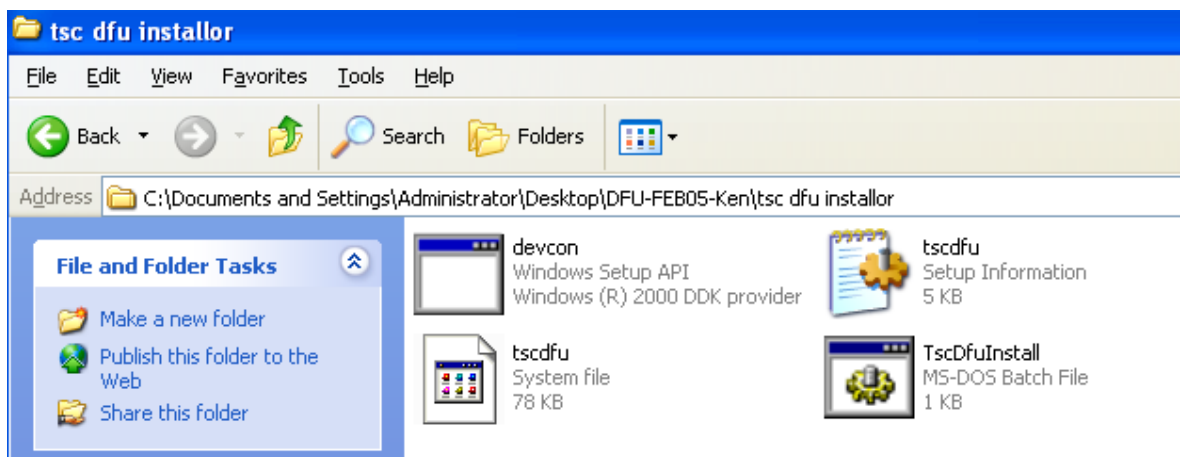 tsc dfu installor
File Edit View Favorites Tools Help
Back Search Folders
Address C:\Documents and Settings\Administrator\Desktop\DFU-FEB05-Ken\tsc dfu installor
File and Folder Tasks
Make a new folder
Publish this folder to the
Web
Share this folder
devcon
Windows Setup API
Windows (R) 2000 DDK provider
tscdfu
Setup Information
5 KB
tscdfu
System file
78 KB
TscDfuInstall
MS-DOS Batch File
1 KB